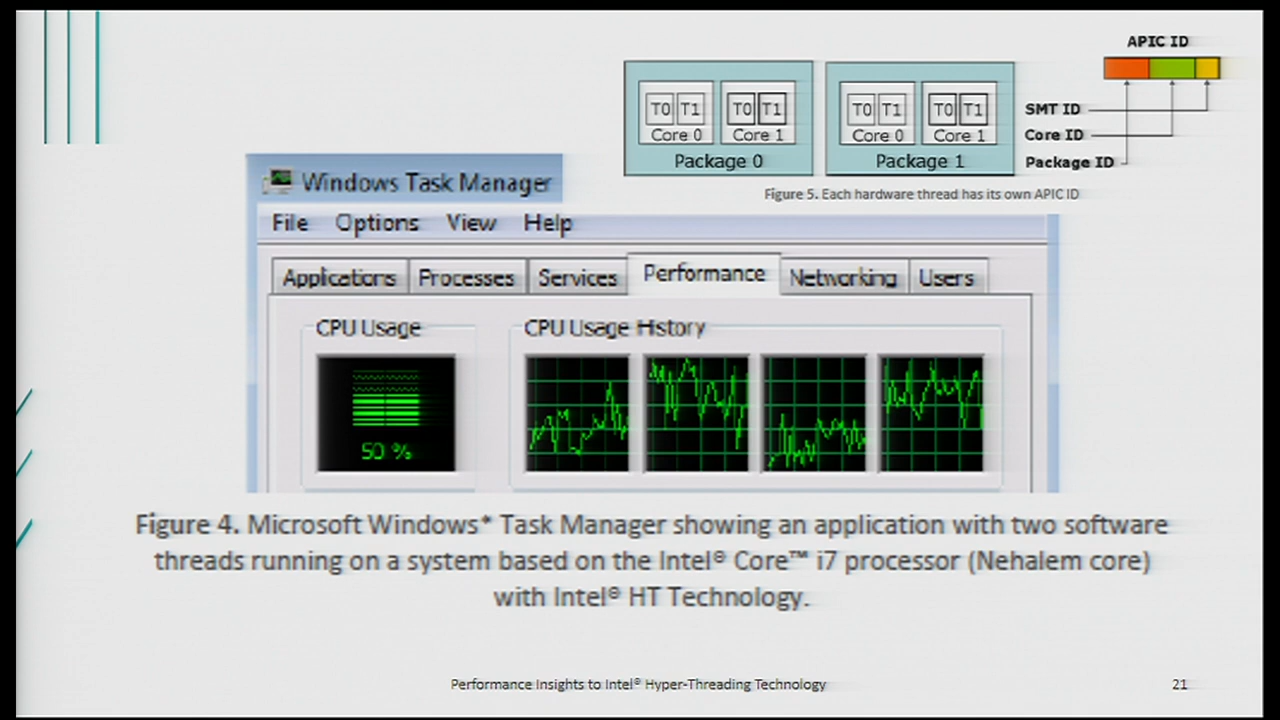 APIC ID
T0 T1 T0 T1 T0 T1 T0 T1
Core 0 Core 1 Core 0 Core 1
Package 0 Package 1
SMT ID
Core ID
Package ID
Figure 5. Each hardware thread has its own APIC ID
Windows Task Manager
File Options View Help
Applications Processes Services Performance Networking Users
CPU Usage CPU Usage History
50 %
Figure 4. Microsoft Windows* Task Manager showing an application with two software
threads running on a system based on the Intel® Core™ i7 processor (Nehalem core)
with Intel® HT Technology.
Performance Insights to Intel® Hyper-Threading Technology 21